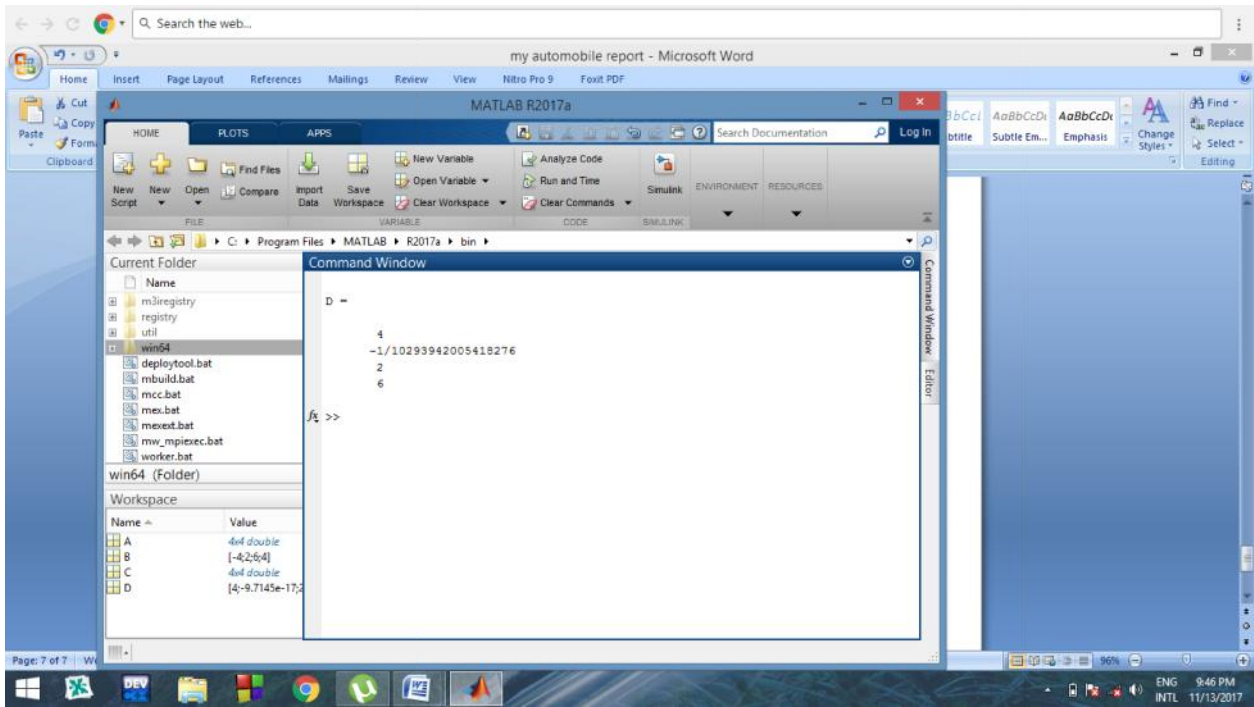 Search the web...
my automobile report - Microsoft Word
Home Insert Page Layout References Mailings Review View Nitro Pro 9 Foxit PDF
Cut
Copy
Paste
Clipboard
MATLAB R2017a
HOME PLOTS APPS
Search Documentation
Log In
New Script
New
Open
Find Files
Compare
FILE
Import Data
Save Workspace
New Variable
Open Variable
Clear Workspace
VARIABLE
Analyze Code
Run and Time
Clear Commands
CODE
Simulink
SIMULINK
ENVIRONMENT
RESOURCES
AaBbCcDc
AaBbCcDc
Subtle Em...
Emphasis
Change Styles
Find
Replace
Select
Editing
C: Program Files MATLAB R2017a bin
Current Folder
Name
m3iregistry
registry
util
win64
deploytool.bat
mbuild.bat
mcc.bat
mex.bat
mexext.bat
mw_mpiexec.bat
worker.bat
win64 (Folder)
Workspace
Name Value
A 4x4 double
B [-4;2;6;4]
C 4x4 double
D [4;-9.7145e-17;2
Command Window
D =
4
-1/10293942005418276
2
6
fx >>
Command Window
Editor
Page: 7 of 7
96%
DEV
ENG 9:46 PM
INTL 11/13/2017